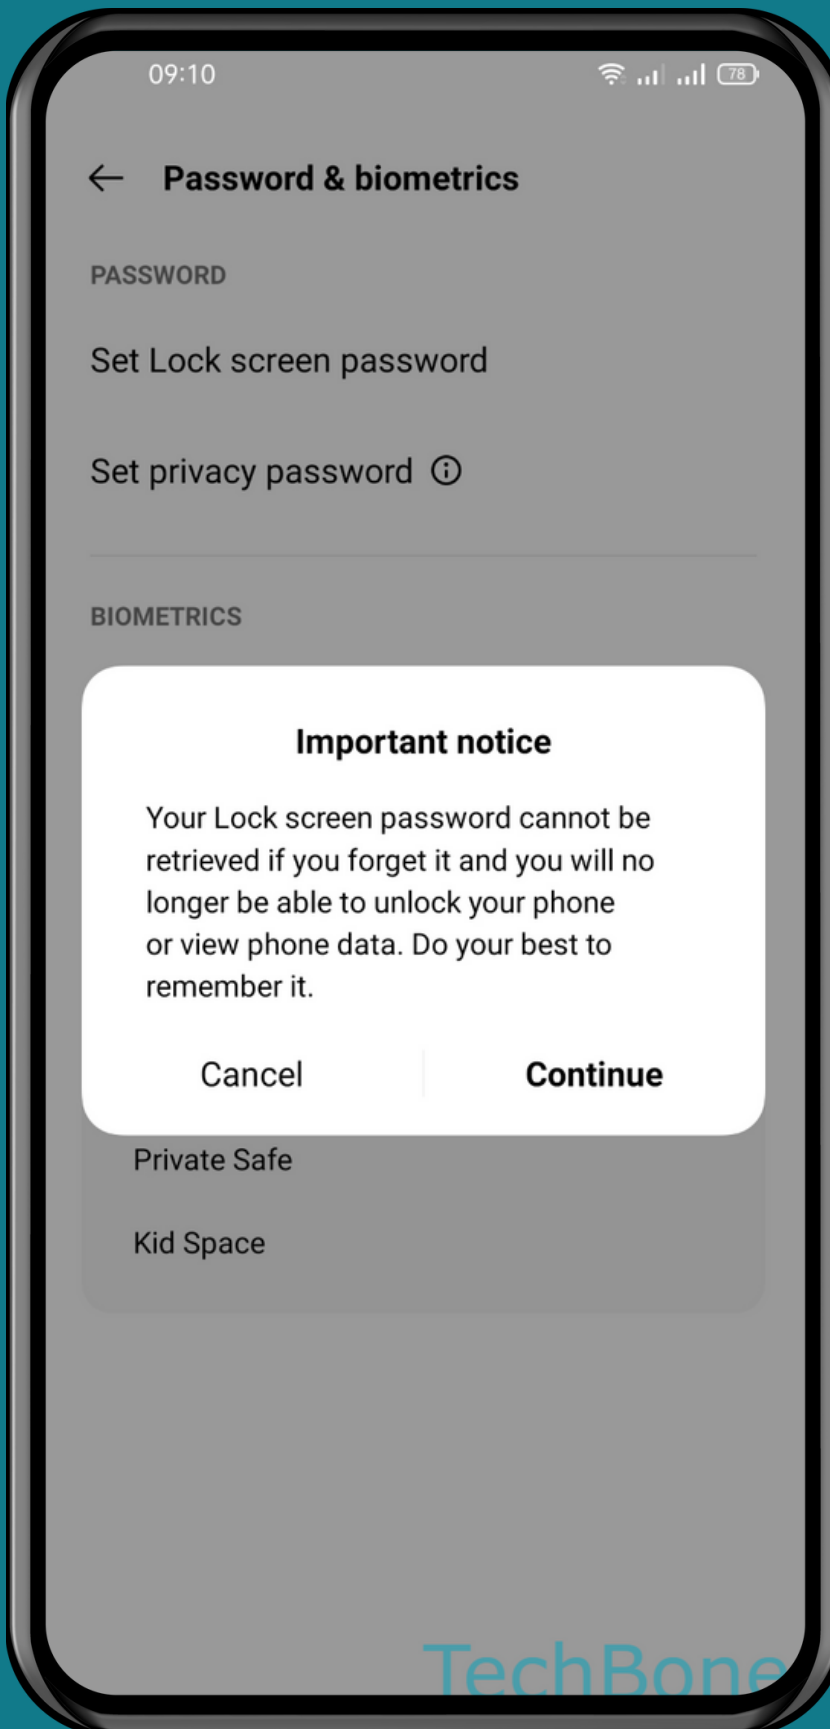 09:10
78
Password & biometrics
PASSWORD
Set Lock screen password
Set privacy password
BIOMETRICS
Important notice
Your Lock screen password cannot be
retrieved if you forget it and you will no
longer be able to unlock your phone
or view phone data. Do your best to
remember it.
Cancel
Continue
Private Safe
Kid Space
TechBone